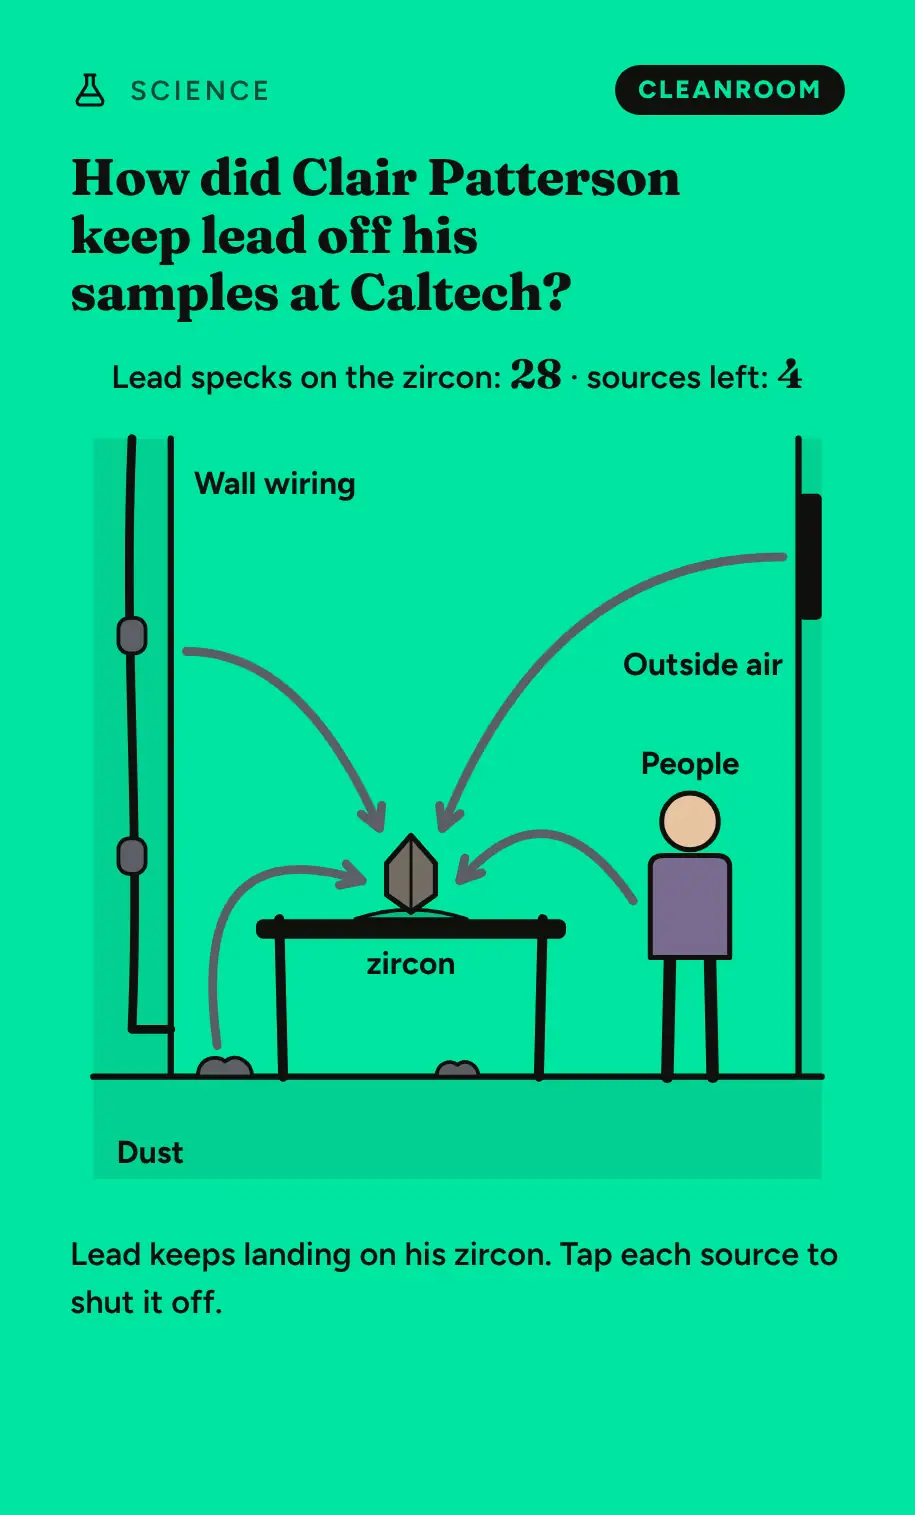 SCIENCE
CLEANROOM
How did Clair Patterson
keep lead off his
samples at Caltech?
Lead specks on the zircon: 28 · sources left: 4
Wall wiring
Outside air
People
zircon
Dust
Lead keeps landing on his zircon. Tap each source to
shut it off.